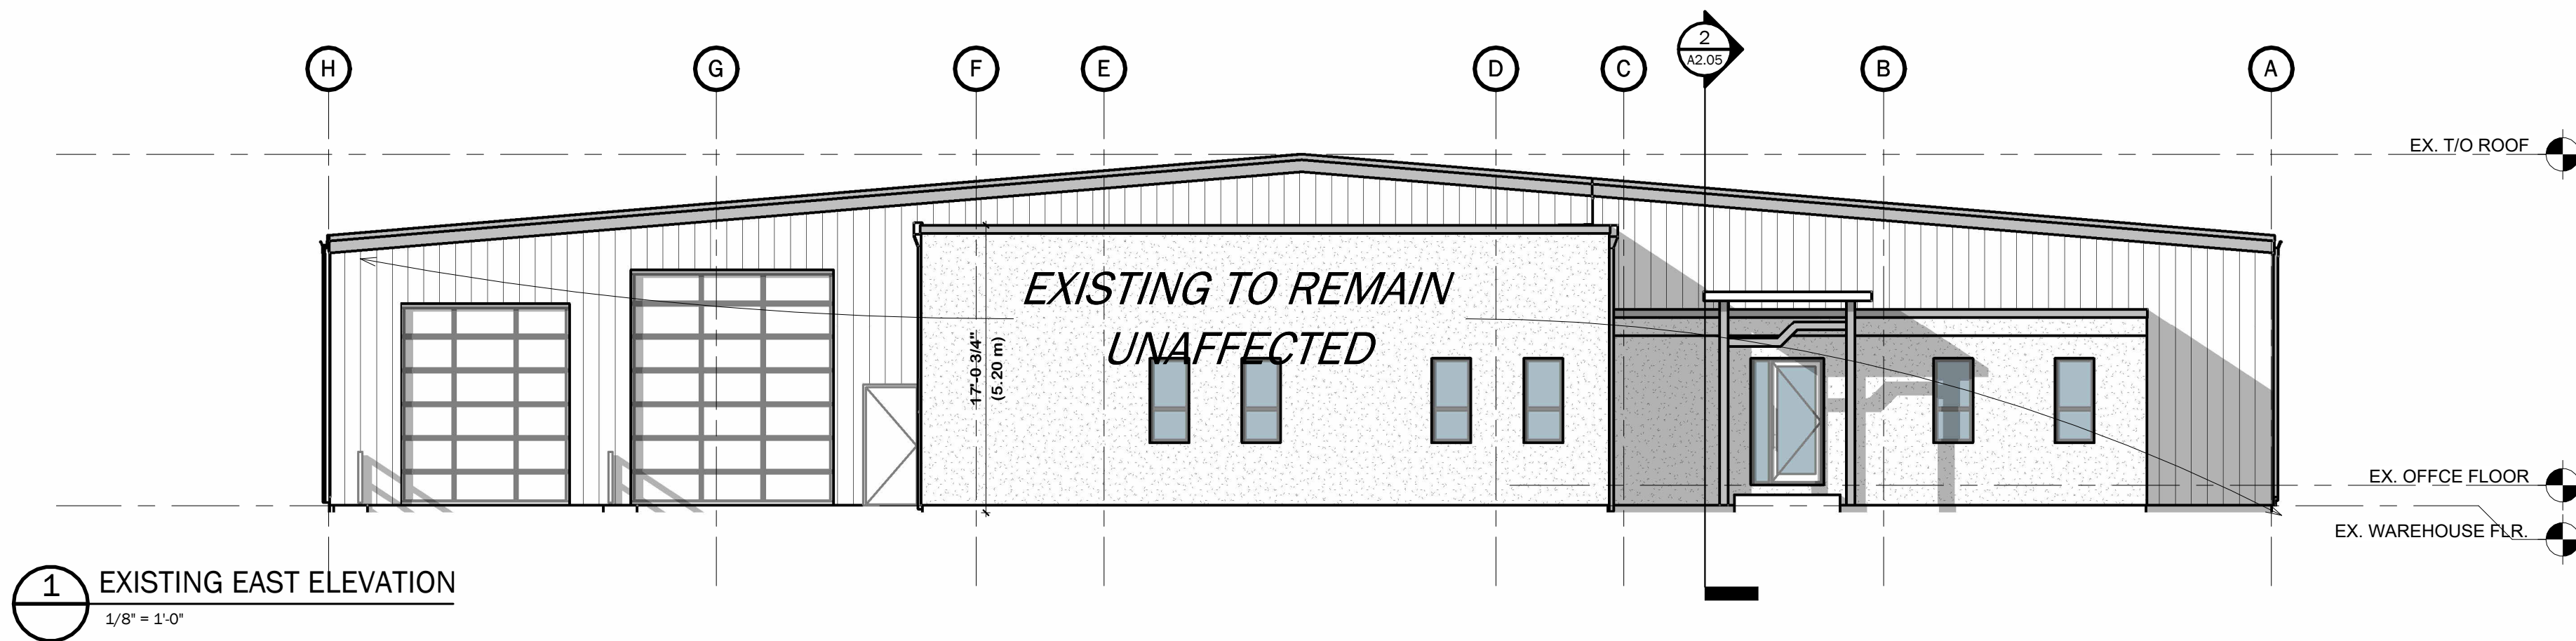 H
G
F
E
D
C
2
A2.05
B
A
EX. T/O ROOF
EXISTING TO REMAIN
UNAFFECTED
17'-0 3/4"
(5.20 m)
EX. OFFCE FLOOR
EX. WAREHOUSE FLR.
1
EXISTING EAST ELEVATION
1/8" = 1'-0"